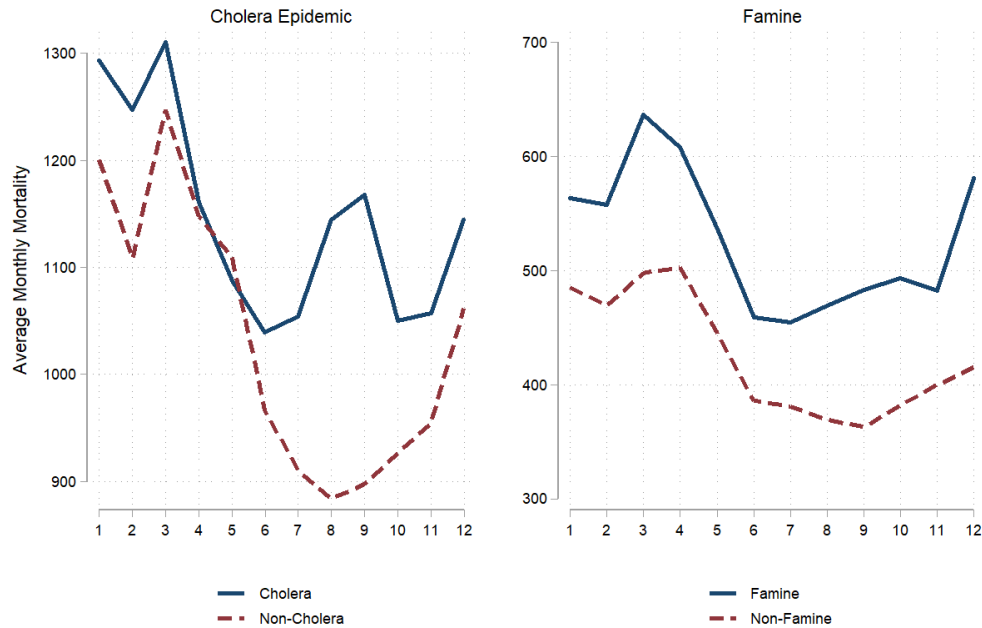 Cholera Epidemic
Average Monthly Mortality
1300
1200
1100
1000
900
1 2 3 4 5 6 7 8 9 10 11 12
Cholera
Non-Cholera
Famine
700
600
500
400
300
1 2 3 4 5 6 7 8 9 10 11 12
Famine
Non-Famine